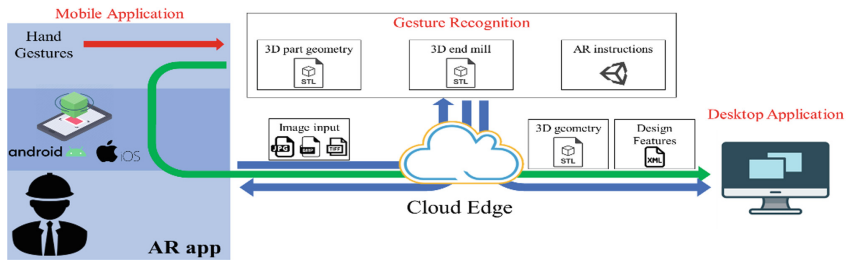 Mobile Application
Gesture Recognition
Hand
Gestures
3D part geometry
STL
3D end mill
STL
AR instructions
Desktop Application
android
iOS
Image input
JPG
TIFF
3D geometry
STL
Design
Features
XML
Cloud Edge
AR app